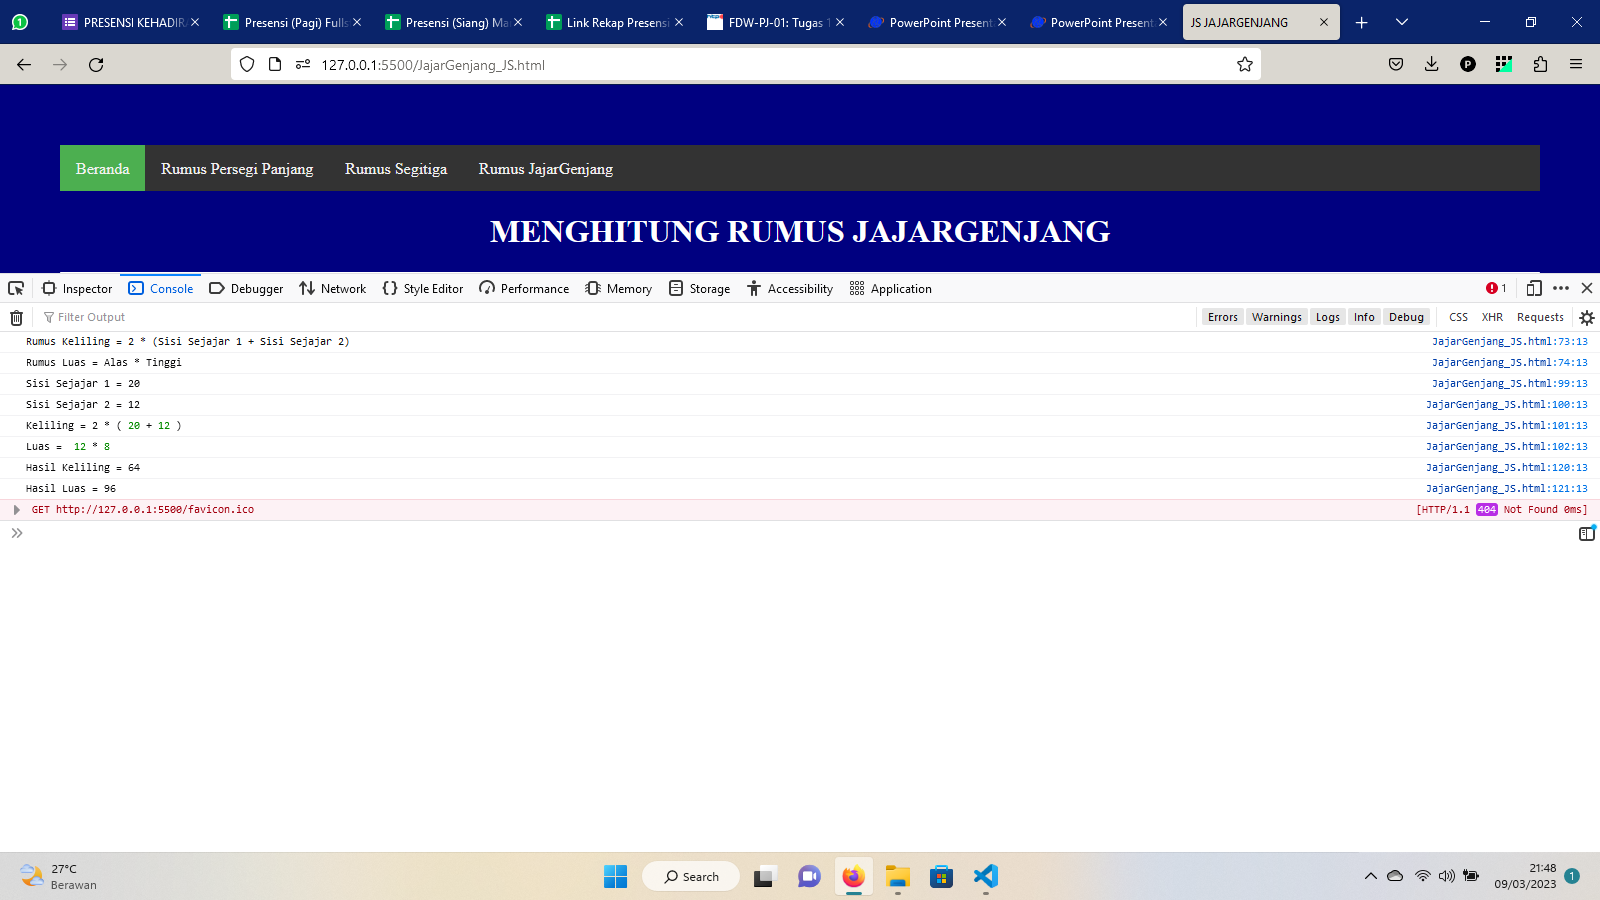 PRESENSI KEHADIRA
Presensi (Pagi) Fulls
Presensi (Siang) Ma
Link Rekap Presensi
FDW-PJ-01: Tugas 1
PowerPoint Present
PowerPoint Present
JS JAJARGENJANG
127.0.0.1:5500/JajarGenjang_JS.html
Beranda Rumus Persegi Panjang Rumus Segitiga Rumus JajarGenjang
MENGHITUNG RUMUS JAJARGENJANG
Inspector Console Debugger Network Style Editor Performance Memory Storage Accessibility Application 1
Filter Output Errors Warnings Logs Info Debug CSS XHR Requests
Rumus Keliling = 2 * (Sisi Sejajar 1 + Sisi Sejajar 2) JajarGenjang_JS.html:73:13
Rumus Luas = Alas * Tinggi JajarGenjang_JS.html:74:13
Sisi Sejajar 1 = 20 JajarGenjang_JS.html:99:13
Sisi Sejajar 2 = 12 JajarGenjang_JS.html:100:13
Keliling = 2 * ( 20 + 12 ) JajarGenjang_JS.html:101:13
Luas =  12 * 8 JajarGenjang_JS.html:102:13
Hasil Keliling = 64 JajarGenjang_JS.html:120:13
Hasil Luas = 96 JajarGenjang_JS.html:121:13
GET http://127.0.0.1:5500/favicon.ico [HTTP/1.1 404 Not Found 0ms]
27°C
Berawan
Search
21:48
09/03/2023
1